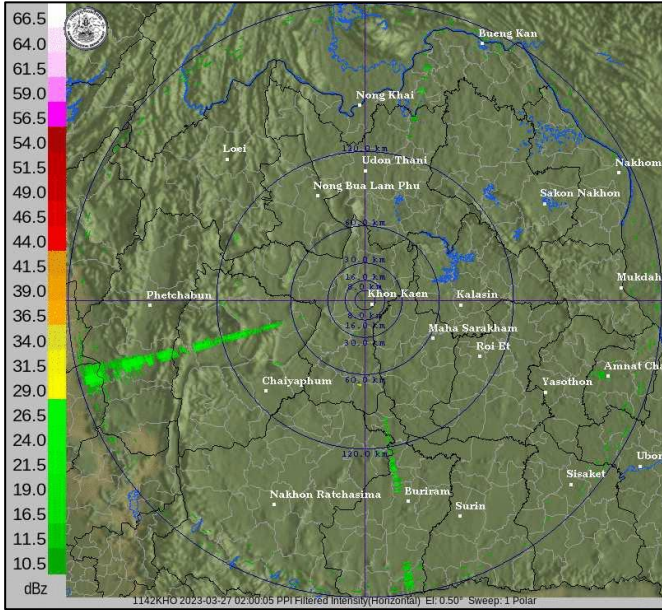 66.5
64.0
61.5
59.0
56.5
54.0
51.5
49.0
46.5
44.0
41.5
39.0
36.5
34.0
31.5
29.0
26.5
24.0
21.5
19.0
16.5
11.5
10.5
dBz
Bueng Kan
Nong Khai
Loei
120.0 km
Udon Thani
Nakhom
Nong Bua Lam Phu
Sakon Nakhon
60.0 km
30.0 km
16.0 km
8.0 km
Mukdah
Phetchabun
Khon Kaen
Kalasin
8.0 km
16.0 km
30.0 km
Maha Sarakham
Roi Et
60.0 km
Amnat Cha
Chaiyaphum
Yasothon
120.0 km
Ubon
Sisaket
Nakhon Ratchasima
Buriram
Surin
1142KHO 2023-03-27 02:00:05 PPI Filtered Intensity(Horizontal) El: 0.50° Sweep: 1 Polar